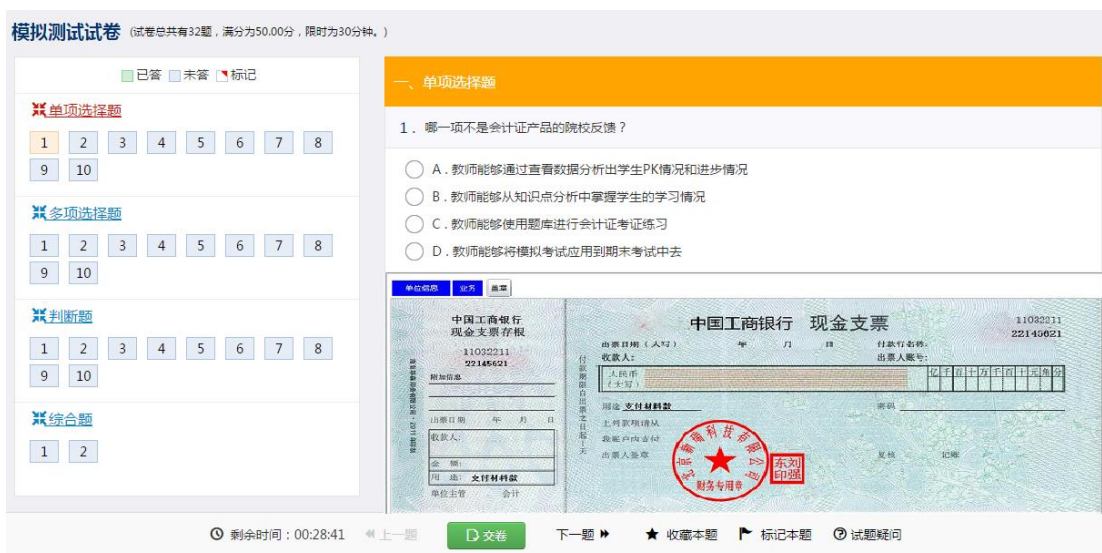 模拟测试试卷 (试卷总共有32题，满分为50.00分，限时为30分钟。)
已答 未答 标记
单项选择题
1 2 3 4 5 6 7 8
9 10
多项选择题
1 2 3 4 5 6 7 8
9 10
判断题
1 2 3 4 5 6 7 8
9 10
综合题
1 2
一、单项选择题
1. 哪一项不是会计证产品的院校反馈？
A. 教师能够通过查看数据分析出学生PK情况和进步情况
B. 教师能够从知识点分析中掌握学生的学习情况
C. 教师能够使用题库进行会计证考证练习
D. 教师能够将模拟考试应用到期末考试中去
单位信息 业务 盖章
中国工商银行
现金支票存根
11032211
22145621
附加信息
出票日期 年 月 日
收款人:
金 额:
用 途: 支付材料款
单位主管 会计
付款期限自出票之日起十天
中国工商银行 现金支票
11032211
22145621
出票日期（大写） 年 月 日 付款行名称:
收款人: 出票人账号:
人民币
（大写）
亿千百十万千百十元角分
用途 支付材料款 密码
上列款项请从
我账户内支付
出票人签章 复核 记账
财务专用章
东刘
印强
剩余时间：00:28:41 上一题 交卷 下一题 收藏本题 标记本题 试题疑问